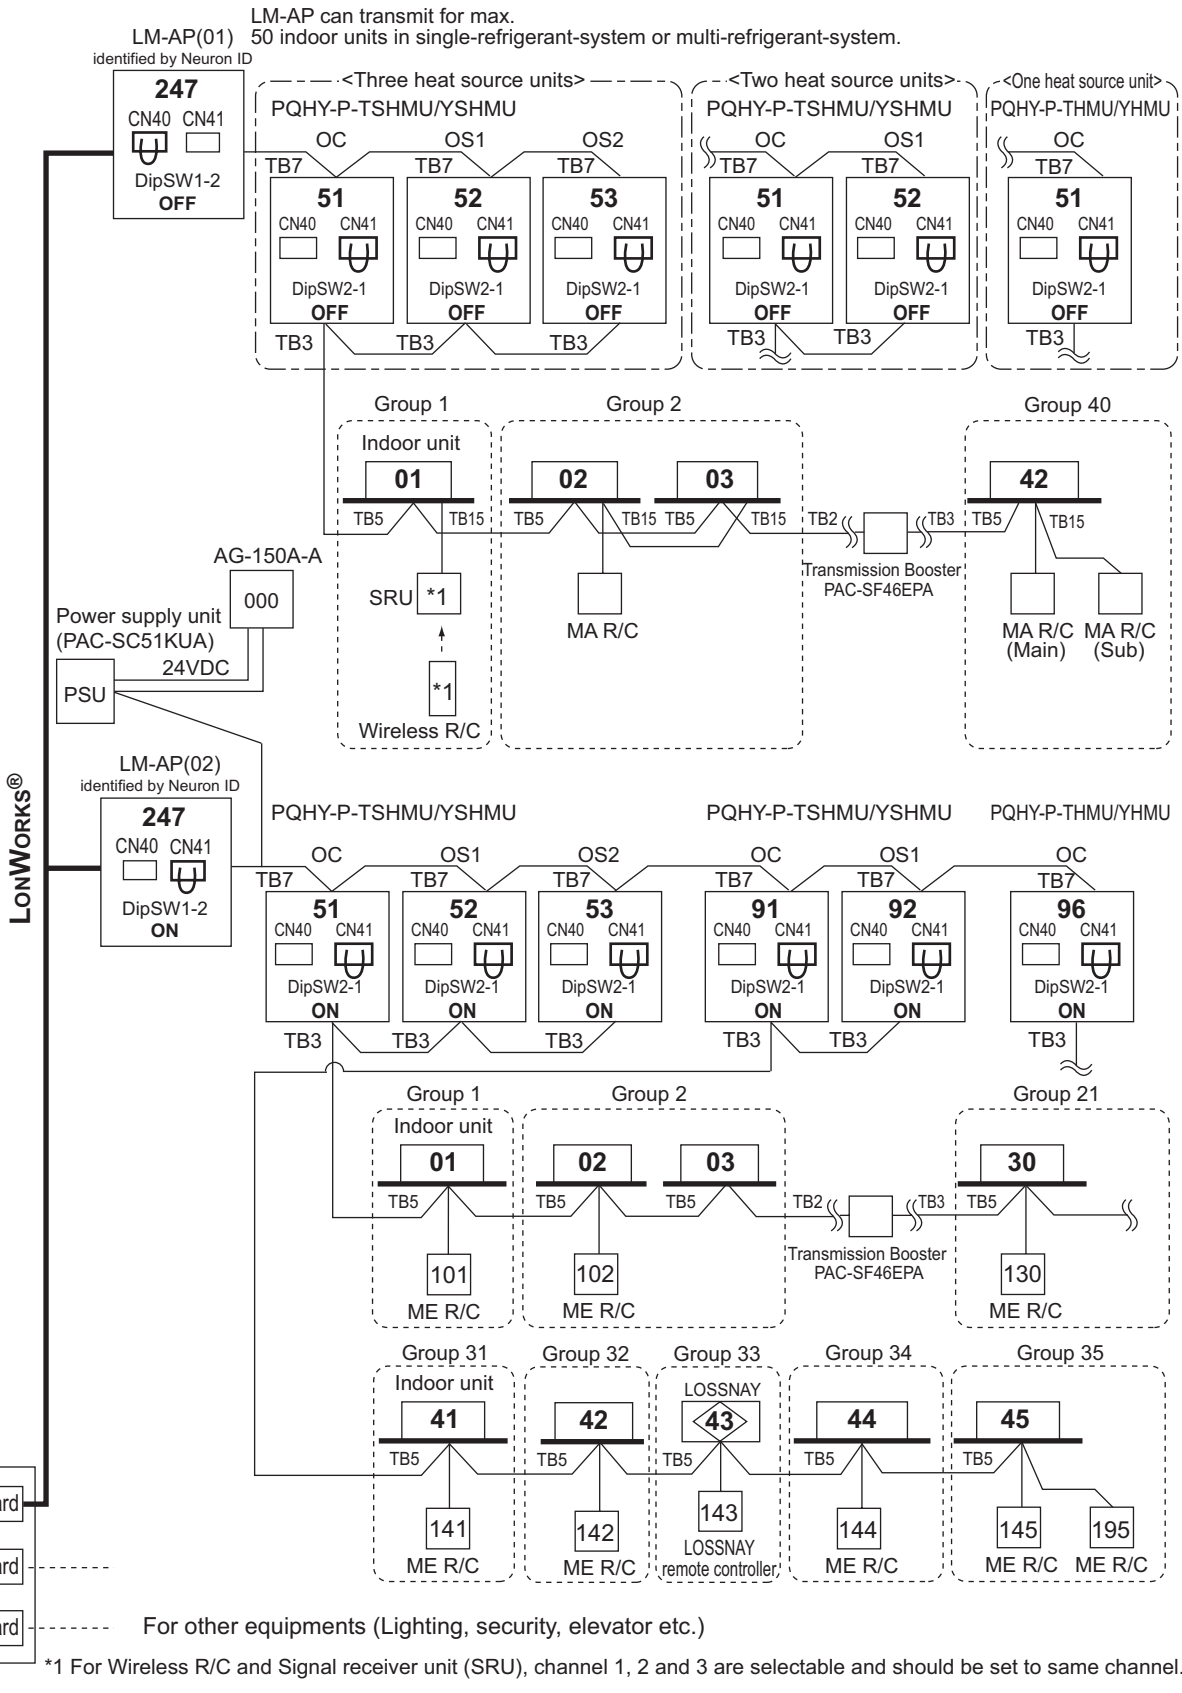 LM-AP can transmit for max.
50 indoor units in single-refrigerant-system or multi-refrigerant-system.
LM-AP(01)
identified by Neuron ID
247
CN40 CN41
DipSW1-2
OFF
<Three heat source units>
PQHY-P-TSHMU/YSHMU
OC OS1 OS2
TB7 TB7 TB7
51 52 53
CN40 CN41 CN40 CN41 CN40 CN41
DipSW2-1 DipSW2-1 DipSW2-1
OFF OFF OFF
TB3 TB3 TB3
<Two heat source units>
PQHY-P-TSHMU/YSHMU
OC OS1
TB7 TB7
51 52
CN40 CN41 CN40 CN41
DipSW2-1 DipSW2-1
OFF OFF
TB3 TB3
<One heat source unit>
PQHY-P-THMU/YHMU
OC
TB7
51
CN40 CN41
DipSW2-1
OFF
TB3
Group 1 Group 2 Group 40
Indoor unit
01 02 03 42
TB5 TB15 TB5 TB15 TB5 TB15 TB2 TB3 TB5 TB15
Transmission Booster
PAC-SF46EPA
SRU *1
*1
Wireless R/C
MA R/C
MA R/C
(Main)
MA R/C
(Sub)
AG-150A-A
000
Power supply unit
(PAC-SC51KUA)
24VDC
PSU
LONWORKS®
LM-AP(02)
identified by Neuron ID
247
CN40 CN41
DipSW1-2
ON
PQHY-P-TSHMU/YSHMU PQHY-P-TSHMU/YSHMU PQHY-P-THMU/YHMU
OC OS1 OS2 OC OS1 OC
TB7 TB7 TB7 TB7 TB7 TB7
51 52 53 91 92 96
CN40 CN41 CN40 CN41 CN40 CN41 CN40 CN41 CN40 CN41 CN40 CN41
DipSW2-1 DipSW2-1 DipSW2-1 DipSW2-1 DipSW2-1 DipSW2-1
ON ON ON ON ON ON
TB3 TB3 TB3 TB3 TB3 TB3
Group 1 Group 2 Group 21
Indoor unit
01 02 03 30
TB5 TB5 TB5 TB2 TB3 TB5
Transmission Booster
PAC-SF46EPA
101 102 130
ME R/C ME R/C ME R/C
Group 31 Group 32 Group 33 Group 34 Group 35
Indoor unit LOSSNAY
41 42 43 44 45
TB5 TB5 TB5 TB5 TB5
141 142 143 144 145 195
ME R/C ME R/C LOSSNAY
remote controller ME R/C ME R/C ME R/C
rd
rd
rd
For other equipments (Lighting, security, elevator etc.)
*1 For Wireless R/C and Signal receiver unit (SRU), channel 1, 2 and 3 are selectable and should be set to same channel.